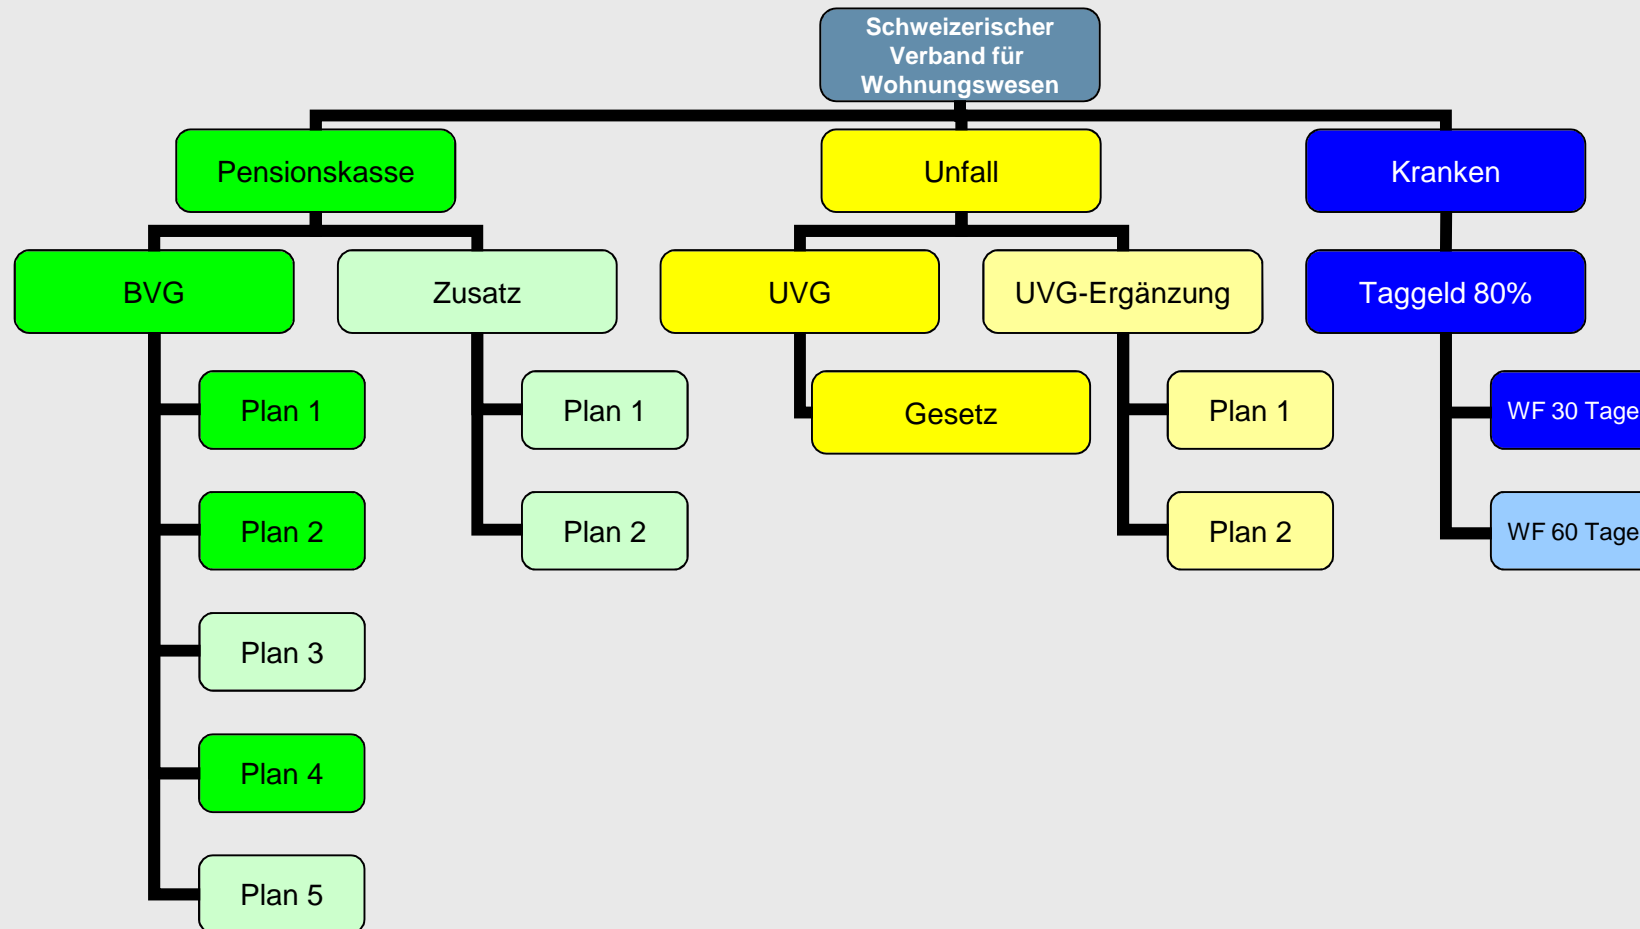 Schweizerischer
Verband für
Wohnungswesen
Pensionskasse
Unfall
Kranken
BVG
Zusatz
UVG
UVG-Ergänzung
Taggeld 80%
Plan 1
Plan 1
Gesetz
Plan 1
WF 30 Tage
Plan 2
Plan 2
Plan 2
WF 60 Tage
Plan 3
Plan 4
Plan 5